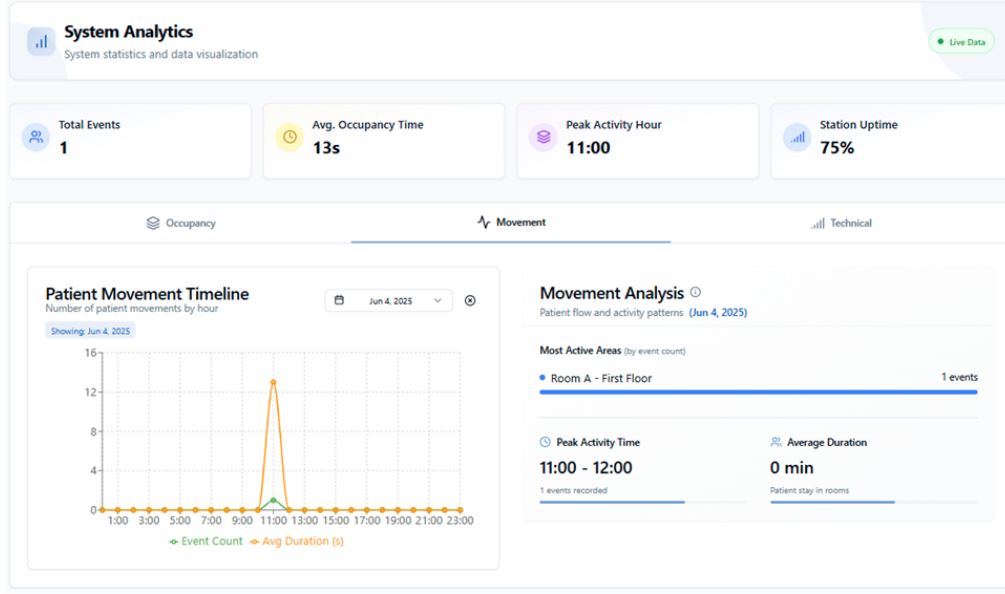 System Analytics
System statistics and data visualization
Live Data
Total Events
1
Avg. Occupancy Time
13s
Peak Activity Hour
11:00
Station Uptime
75%
Occupancy
Movement
Technical
Patient Movement Timeline
Number of patient movements by hour
Jun 4, 2025
Showing: Jun 4, 2025
16
12
8
4
0
1:00 3:00 5:00 7:00 9:00 11:00 13:00 15:00 17:00 19:00 21:00 23:00
Event Count Avg Duration (s)
Movement Analysis
Patient flow and activity patterns (Jun 4, 2025)
Most Active Areas (by event count)
Room A - First Floor 1 events
Peak Activity Time
11:00 - 12:00
1 events recorded
Average Duration
0 min
Patient stay in rooms